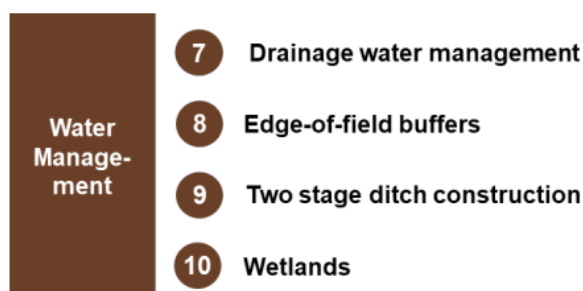 Water
Manage-
ment
7 Drainage water management
8 Edge-of-field buffers
9 Two stage ditch construction
10 Wetlands